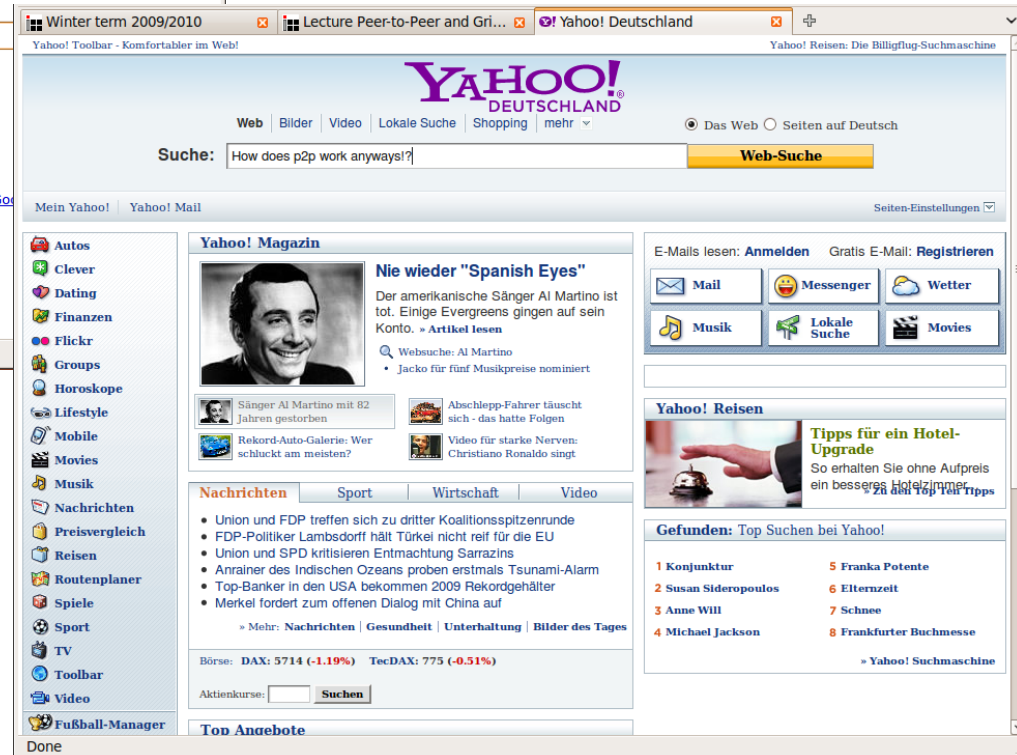 Winter term 2009/2010
Lecture Peer-to-Peer and Gri...
Yahoo! Deutschland
Yahoo! Toolbar - Komfortabler im Web!
Yahoo! Reisen: Die Billigflug-Suchmaschine
YAHOO!
DEUTSCHLAND
Web Bilder Video Lokale Suche Shopping mehr
Das Web Seiten auf Deutsch
Suche: How does p2p work anyways!? Web-Suche
Mein Yahoo! Yahoo! Mail
Seiten-Einstellungen
Autos
Clever
Dating
Finanzen
Flickr
Groups
Horoskope
Lifestyle
Mobile
Movies
Musik
Nachrichten
Preisvergleich
Reisen
Routenplaner
Spiele
Sport
TV
Toolbar
Video
Fußball-Manager
Yahoo! Magazin
Nie wieder "Spanish Eyes"
Der amerikanische Sänger Al Martino ist
tot. Einige Evergreens gingen auf sein
Konto. » Artikel lesen
Websuche: Al Martino
• Jacko für fünf Musikpreise nominiert
Sänger Al Martino mit 82
Jahren gestorben
Abschlepp-Fahrer täuscht
sich - das hatte Folgen
Rekord-Auto-Galerie: Wer
schluckt am meisten?
Video für starke Nerven:
Christiano Ronaldo singt
Nachrichten Sport Wirtschaft Video
• Union und FDP treffen sich zu dritter Koalitionsspitzenrunde
• FDP-Politiker Lambsdorff hält Türkei nicht reif für die EU
• Union und SPD kritisieren Entmachtung Sarrazins
• Anrainer des Indischen Ozeans proben erstmals Tsunami-Alarm
• Top-Banker in den USA bekommen 2009 Rekordgehälter
• Merkel fordert zum offenen Dialog mit China auf
» Mehr: Nachrichten | Gesundheit | Unterhaltung | Bilder des Tages
Börse: DAX: 5714 (-1.19%) TecDAX: 775 (-0.51%)
Aktienkurse: Suchen
Top Angebote
E-Mails lesen: Anmelden Gratis E-Mail: Registrieren
Mail
Messenger
Wetter
Musik
Lokale
Suche
Movies
Yahoo! Reisen
Tipps für ein Hotel-
Upgrade
So erhalten Sie ohne Aufpreis
ein besseres Hotelzimmer.
» Zu den Top Ten Tipps
Gefunden: Top Suchen bei Yahoo!
1 Konjunktur
2 Susan Sideropoulos
3 Anne Will
4 Michael Jackson
5 Franka Potente
6 Elternzeit
7 Schnee
8 Frankfurter Buchmesse
» Yahoo! Suchmaschine
Done